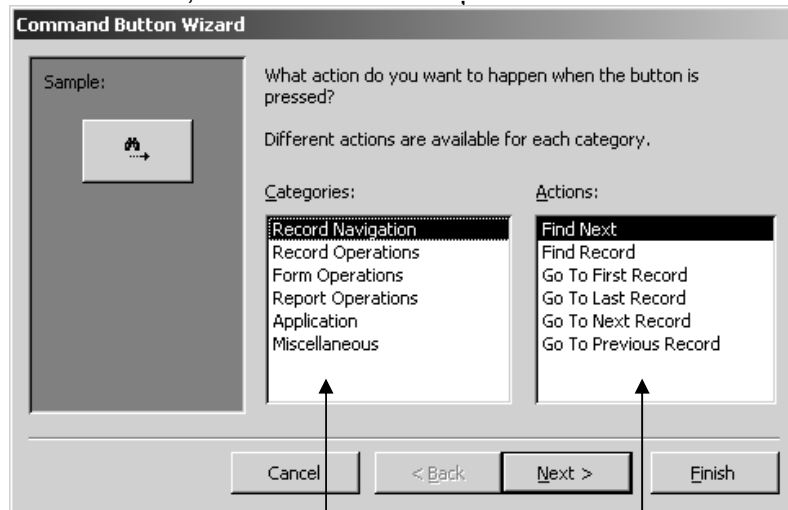 Command Button Wizard
Sample:
What action do you want to happen when the button is
pressed?
Different actions are available for each category.
Categories:
Actions:
Record Navigation
Record Operations
Form Operations
Report Operations
Application
Miscellaneous
Find Next
Find Record
Go To First Record
Go To Last Record
Go To Next Record
Go To Previous Record
Cancel
< Back
Next >
Finish